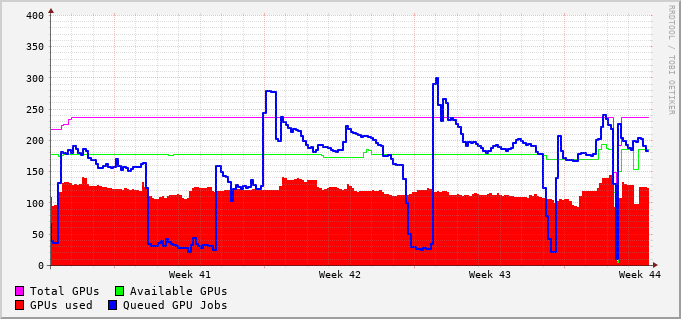 400
350
300
250
200
150
100
50
0
Week 41 Week 42 Week 43 Week 44
Total GPUs Available GPUs
GPUs used Queued GPU Jobs
RRDTOOL / TOBI OETIKER